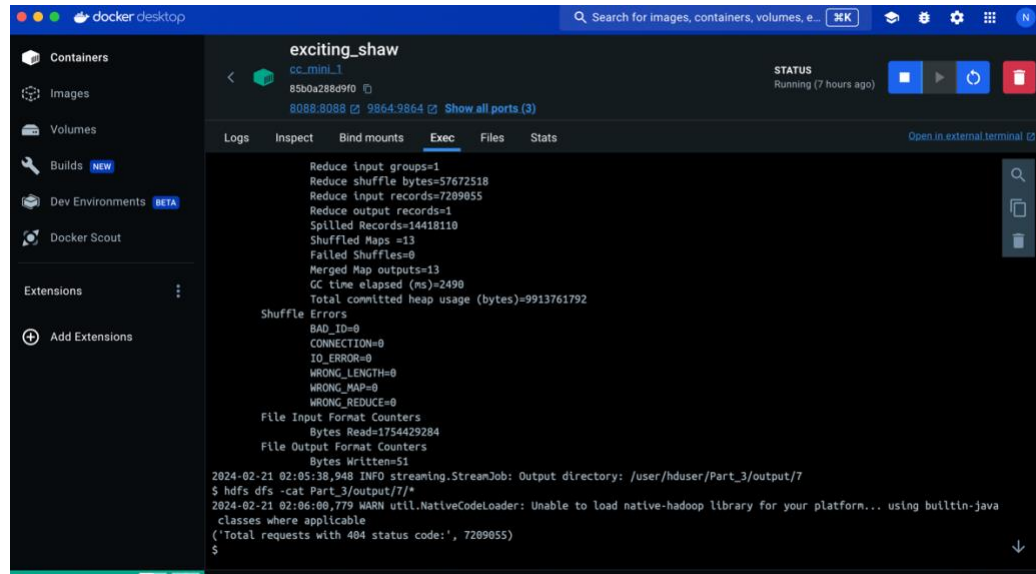 docker desktop
Search for images, containers, volumes, e... ⌘K
N
Containers
Images
Volumes
Builds NEW
Dev Environments BETA
Docker Scout
Extensions
Add Extensions
exciting_shaw
cc_mini_1
85b0a288d9f0
8088:8088 9864:9864 Show all ports (3)
STATUS
Running (7 hours ago)
Logs Inspect Bind mounts Exec Files Stats
Open in external terminal
Reduce input groups=1
Reduce shuffle bytes=57672518
Reduce input records=7209055
Reduce output records=1
Spilled Records=14418110
Shuffled Maps =13
Failed Shuffles=0
Merged Map outputs=13
GC time elapsed (ms)=2490
Total committed heap usage (bytes)=9913761792
Shuffle Errors
BAD_ID=0
CONNECTION=0
IO_ERROR=0
WRONG_LENGTH=0
WRONG_MAP=0
WRONG_REDUCE=0
File Input Format Counters
Bytes Read=1754429284
File Output Format Counters
Bytes Written=51
2024-02-21 02:05:38,948 INFO streaming.StreamJob: Output directory: /user/hduser/Part_3/output/7
$ hdfs dfs -cat Part_3/output/7/*
2024-02-21 02:06:00,779 WARN util.NativeCodeLoader: Unable to load native-hadoop library for your platform... using builtin-java
classes where applicable
('Total requests with 404 status code:', 7209055)
$